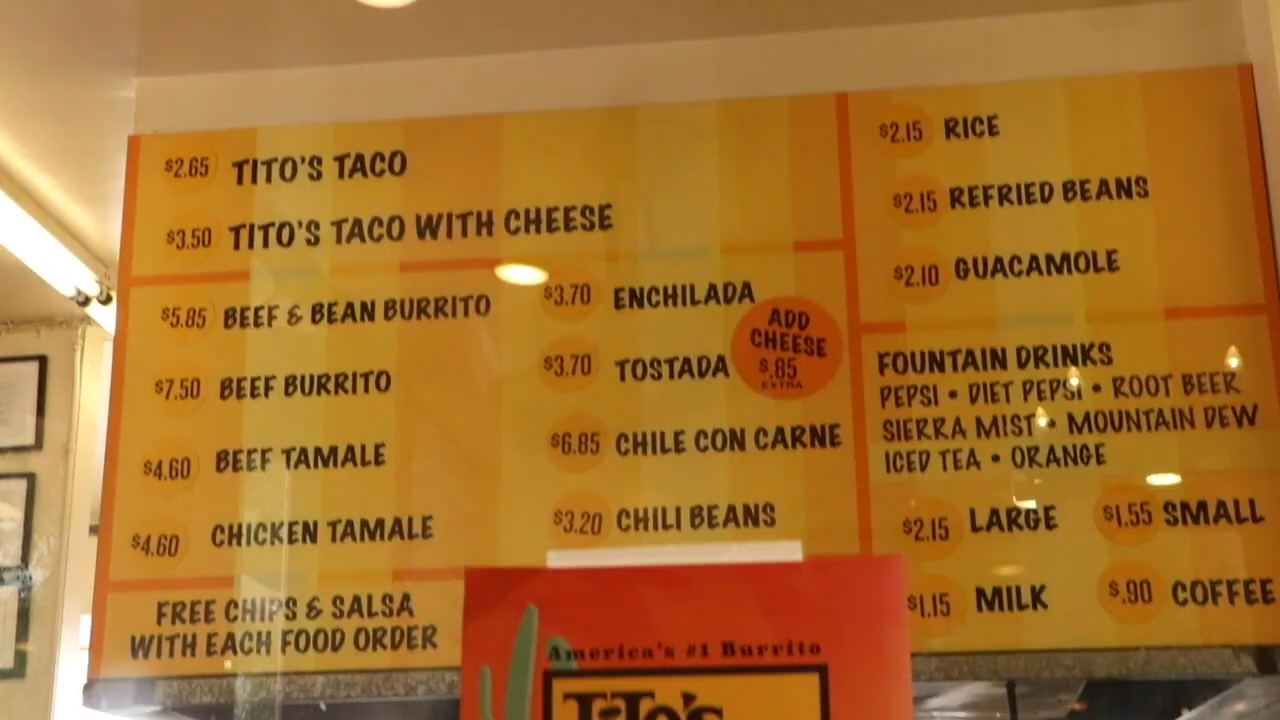 $2.65 TITO'S TACO
$3.50 TITO'S TACO WITH CHEESE
$5.85 BEEF & BEAN BURRITO
$7.50 BEEF BURRITO
$4.60 BEEF TAMALE
$4.60 CHICKEN TAMALE
FREE CHIPS & SALSA
WITH EACH FOOD ORDER
$3.70 ENCHILADA
$3.70 TOSTADA
ADD
CHEESE
$.85
EXTRA
$6.85 CHILE CON CARNE
$3.20 CHILI BEANS
$2.15 RICE
$2.15 REFRIED BEANS
$2.10 GUACAMOLE
FOUNTAIN DRINKS
PEPSI • DIET PEPSI • ROOT BEER
SIERRA MIST • MOUNTAIN DEW
ICED TEA • ORANGE
$2.15 LARGE $1.55 SMALL
$1.15 MILK $.90 COFFEE
America's #1 Burrito
Tito's